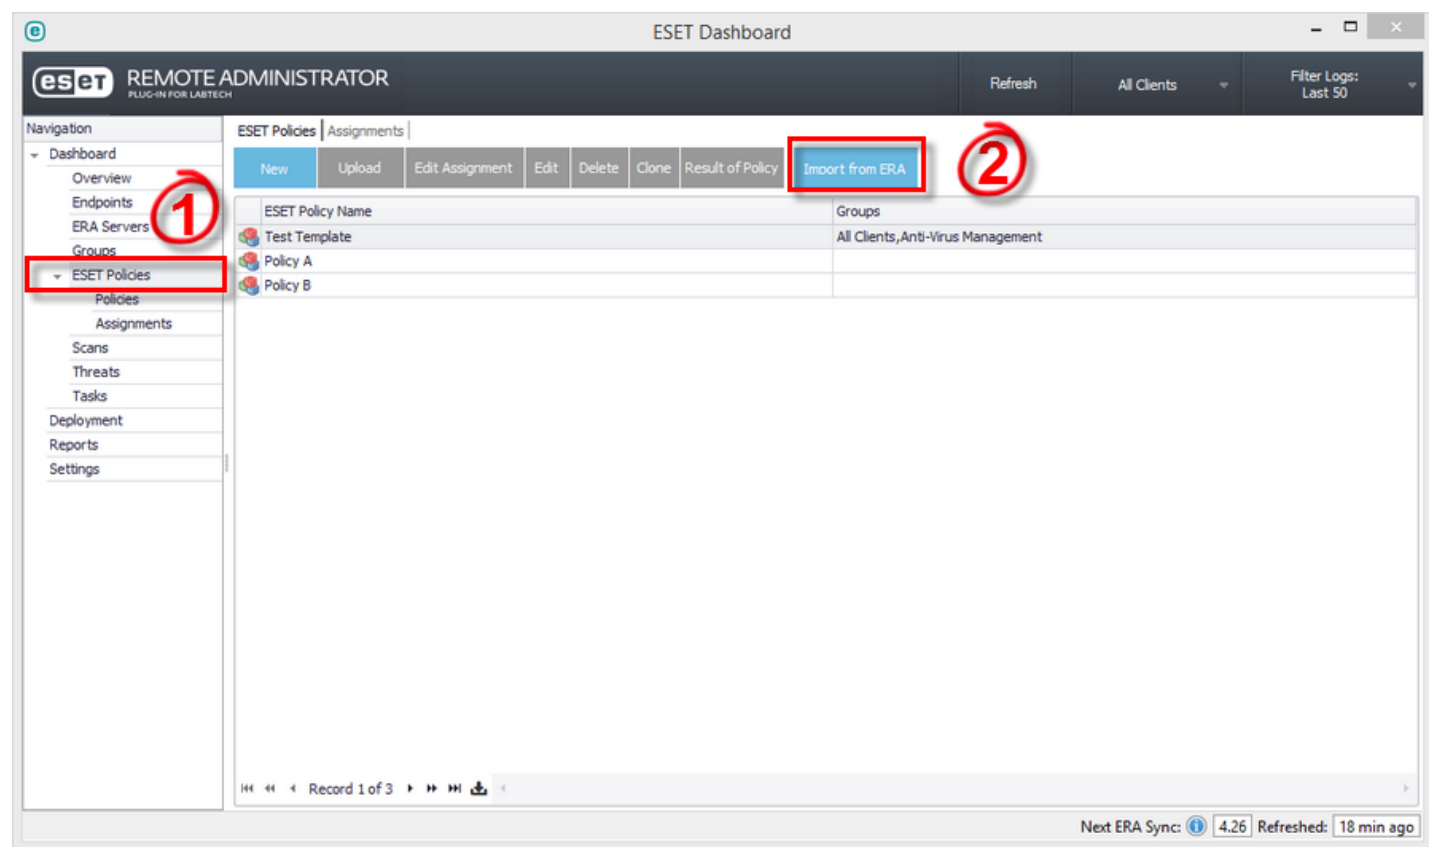 ESET Dashboard
eset REMOTE ADMINISTRATOR
PLUG-IN FOR LABTECH
Refresh
All Clients
Filter Logs:
Last 50
Navigation
Dashboard
Overview
Endpoints
ERA Servers
Groups
ESET Policies
Policies
Assignments
Scans
Threats
Tasks
Deployment
Reports
Settings
1
ESET Policies Assignments
New Upload Edit Assignment Edit Delete Clone Result of Policy Import from ERA
2
ESET Policy Name Groups
Test Template All Clients,Anti-Virus Management
Policy A
Policy B
Record 1 of 3
Next ERA Sync: 4.26 Refreshed: 18 min ago